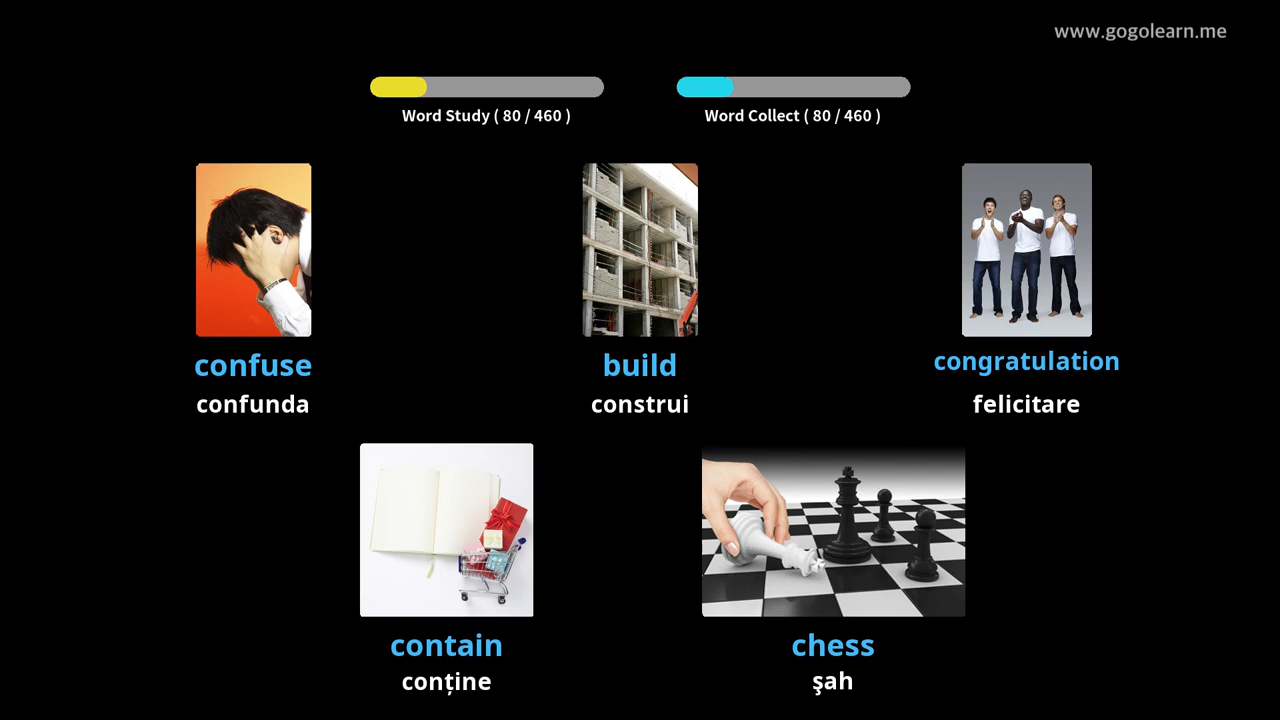 www.gogolearn.me
Word Study ( 80 / 460 )
Word Collect ( 80 / 460 )
confuse
confunda
build
construi
congratulation
felicitare
contain
conține
chess
şah